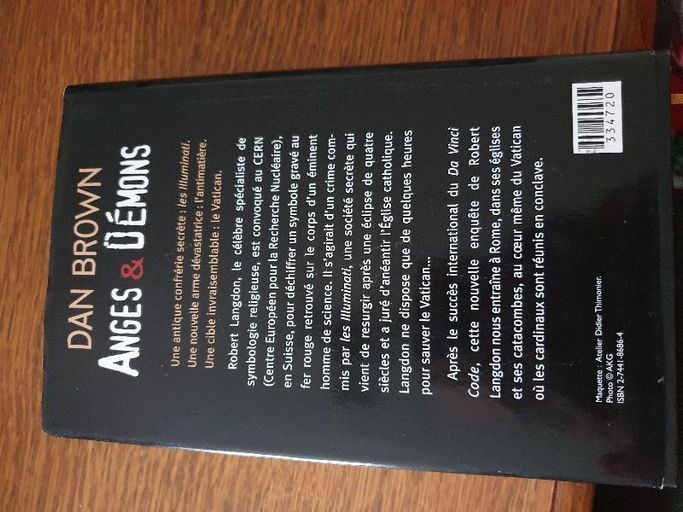 DAN BROWN
ANGES & DÉMONS
Une antique confrérie secrète : les Illuminati.
Une nouvelle arme dévastatrice : l'antimatière.
Une cible invraisemblable : le Vatican.
Robert Langdon, le célèbre spécialiste de
symbologie religieuse, est convoqué au CERN
(Centre Européen pour la Recherche Nucléaire),
en Suisse, pour déchiffrer un symbole gravé au
fer rouge retrouvé sur le corps d'un éminent
homme de science. Il s'agirait d'un crime com-
mis par les Illuminati, une société secrète qui
vient de resurgir après une éclipse de quatre
siècles et a juré d'anéantir l'Église catholique.
Langdon ne dispose que de quelques heures
pour sauver le Vatican...
Après le succès international du Da Vinci
Code, cette nouvelle enquête de Robert
Langdon nous entraîne à Rome, dans ses églises
et ses catacombes, au cœur même du Vatican
où les cardinaux sont réunis en conclave.
Maquette : Atelier Didier Thimonier.
Photo © AKG
ISBN 2-7441-8686-4
334720